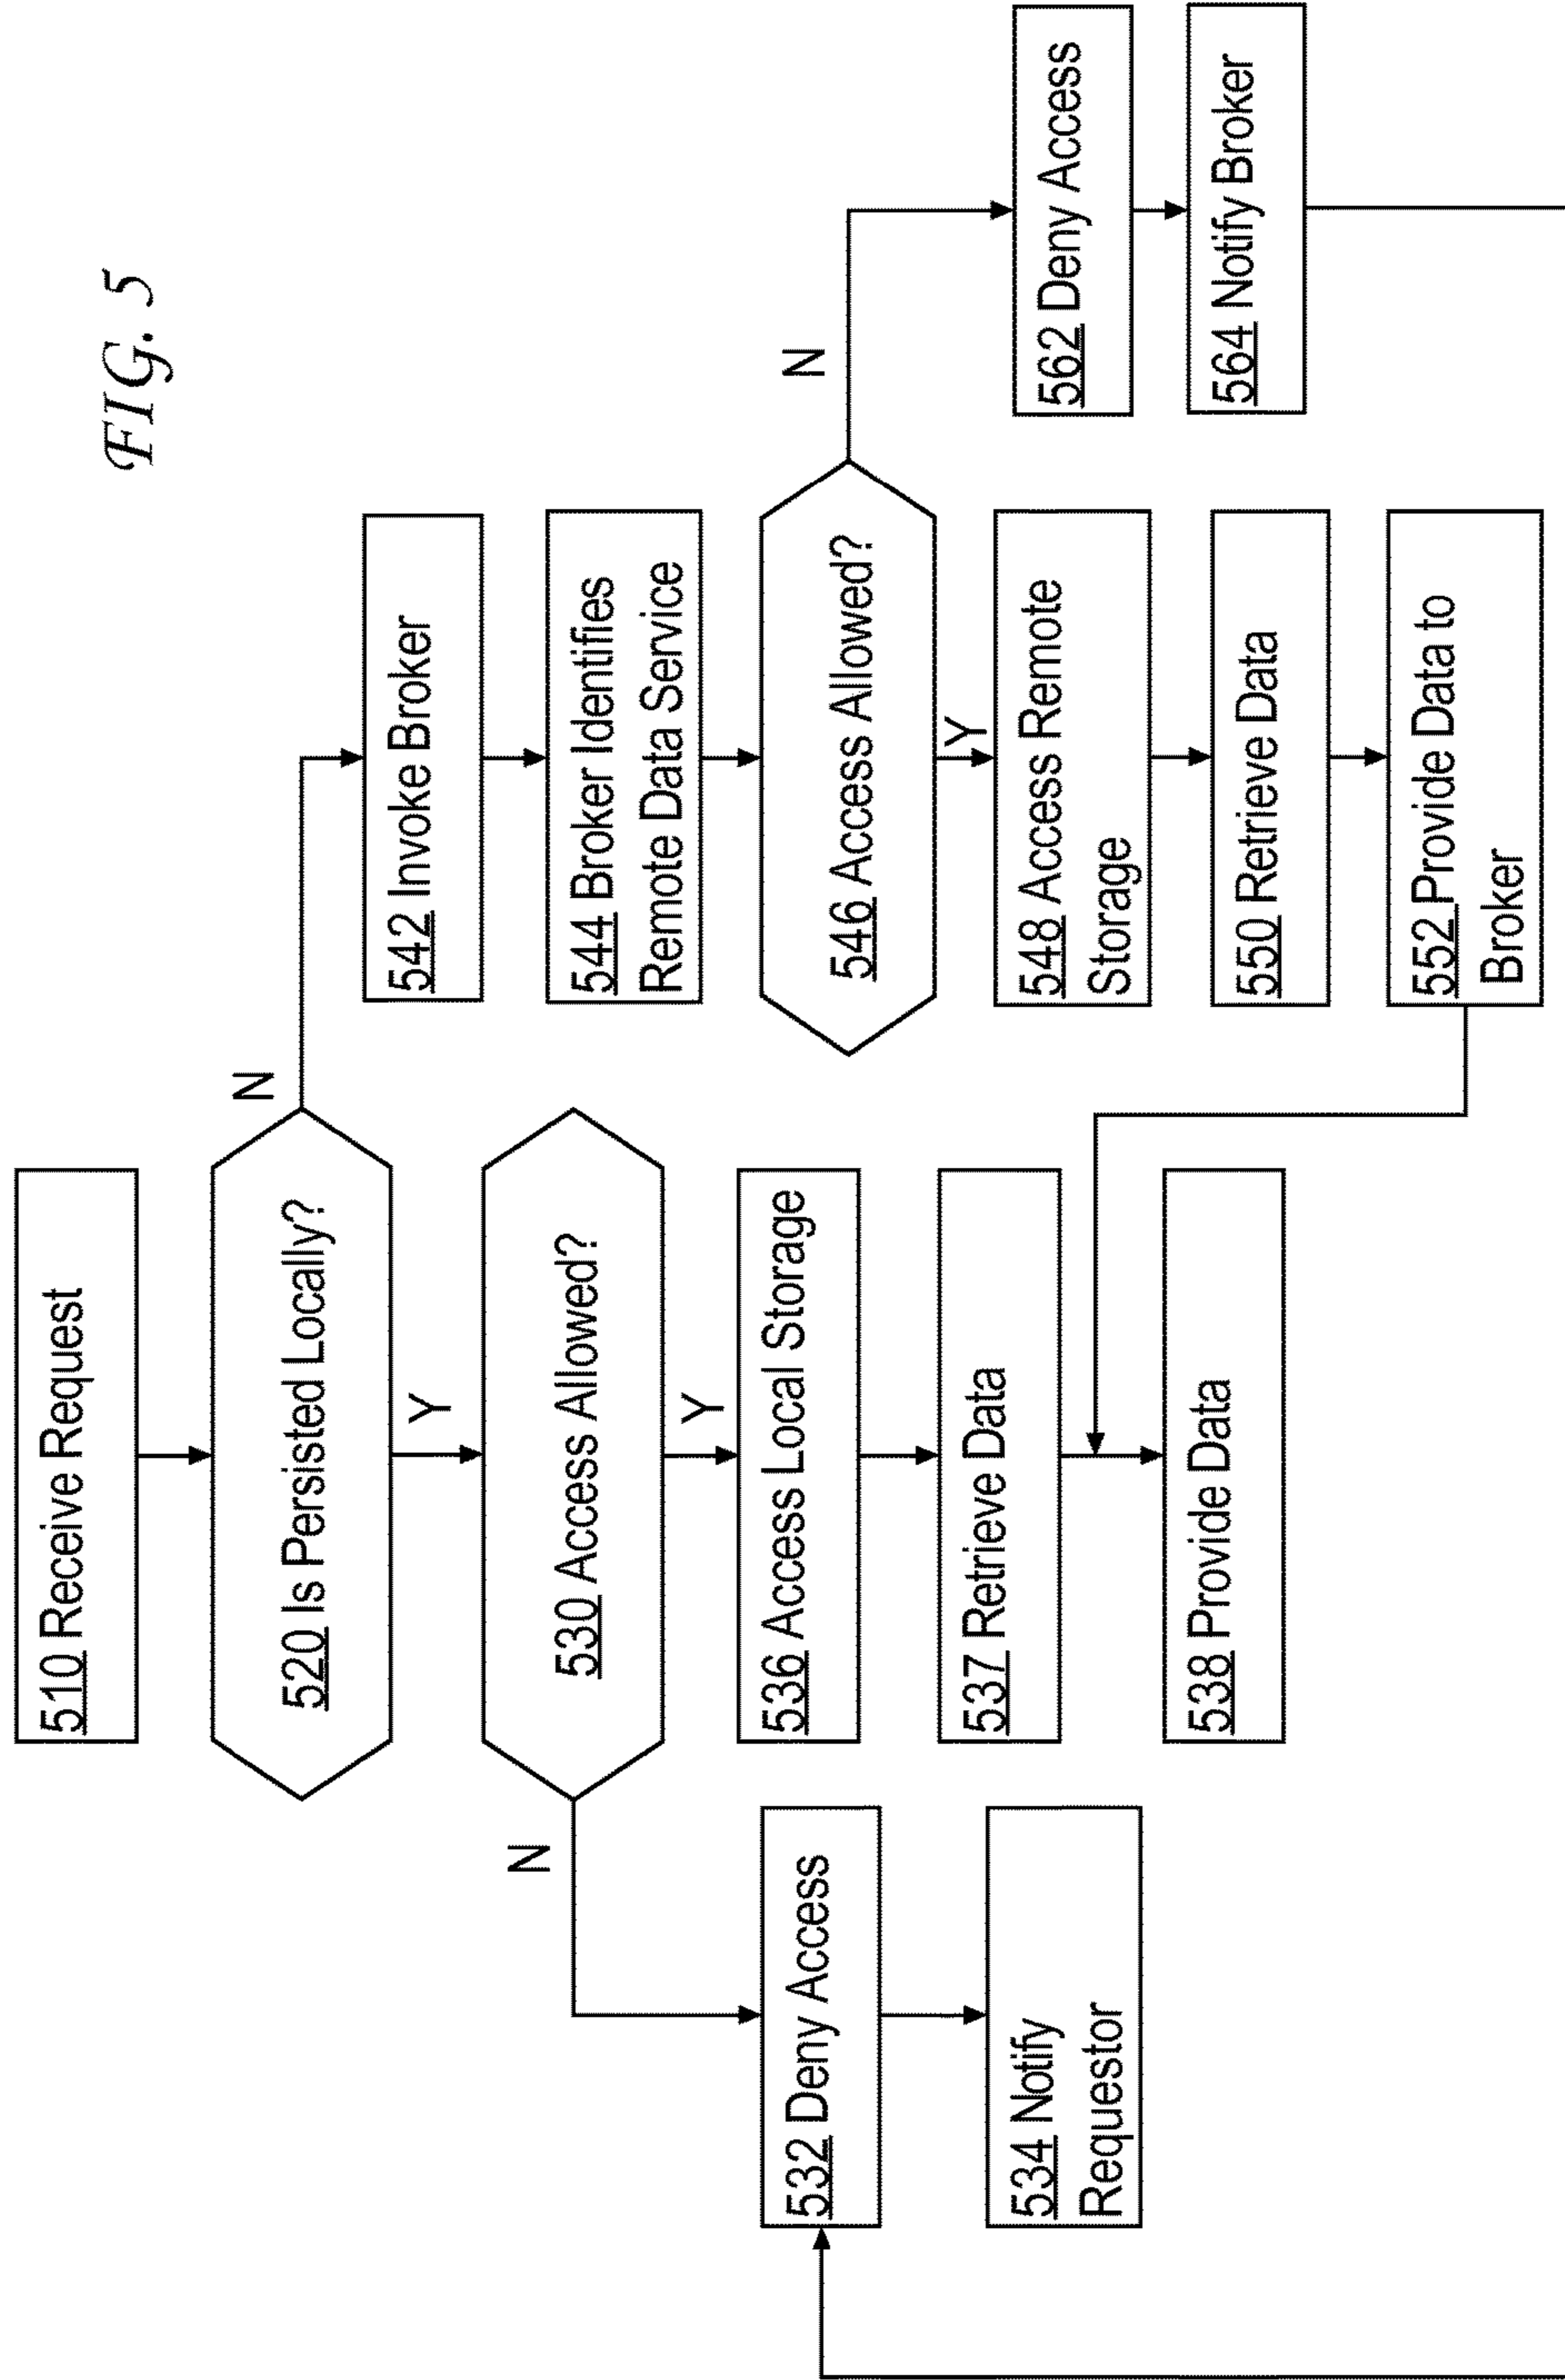 FIG. 5
510 Receive Request
520 Is Persisted Locally?
N
Y
530 Access Allowed?
N
Y
532 Deny Access
534 Notify
Requestor
536 Access Local Storage
537 Retrieve Data
538 Provide Data
542 Invoke Broker
544 Broker Identifies
Remote Data Service
546 Access Allowed?
N
Y
548 Access Remote
Storage
550 Retrieve Data
552 Provide Data to
Broker
562 Deny Access
564 Notify Broker